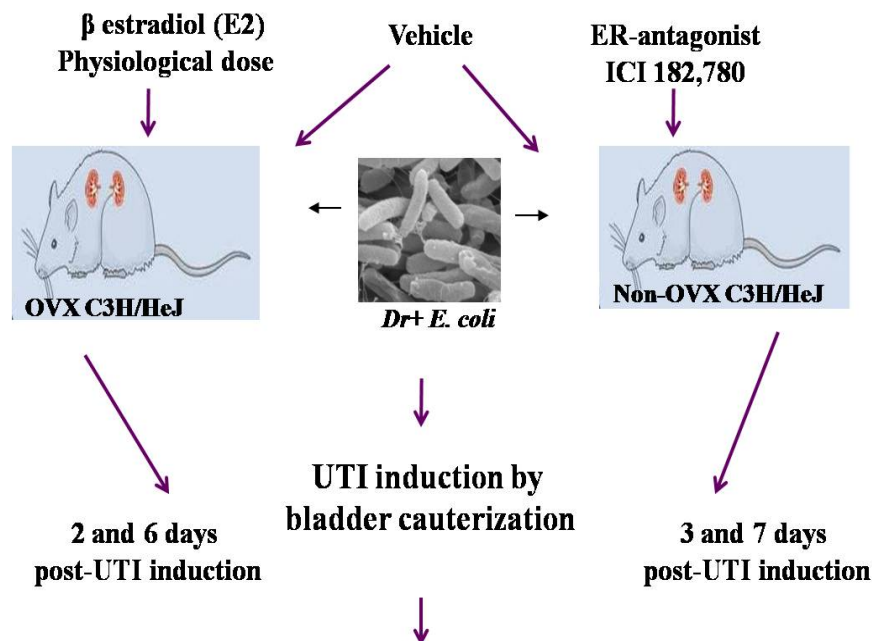 β estradiol (E2)
Physiological dose
Vehicle
ER-antagonist
ICI 182,780
OVX C3H/HeJ
Dr+ E. coli
Non-OVX C3H/HeJ
UTI induction by
bladder cauterization
2 and 6 days
post-UTI induction
3 and 7 days
post-UTI induction